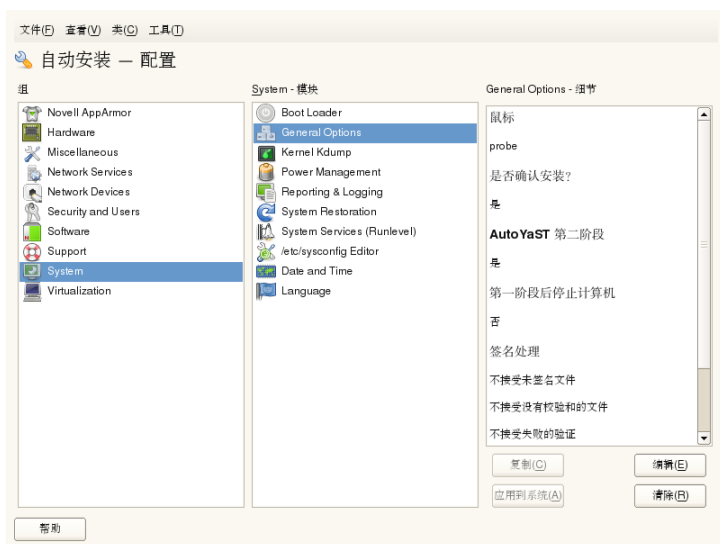 文件(F) 查看(V) 类(C) 工具(T)
自动安装 — 配置
组
Novell AppArmor
Hardware
Miscellaneous
Network Services
Network Devices
Security and Users
Software
Support
System
Virtualization
System - 模块
Boot Loader
General Options
Kernel Kdump
Power Management
Reporting & Logging
System Restoration
System Services (Runlevel)
/etc/sysconfig Editor
Date and Time
Language
General Options - 细节
鼠标
probe
是否确认安装?
是
AutoYaST 第二阶段
是
第一阶段后停止计算机
否
签名处理
不接受未签名文件
不接受没有校验和的文件
不接受失败的验证
复制(C) 编辑(E)
应用到系统(A) 清除(R)
帮助